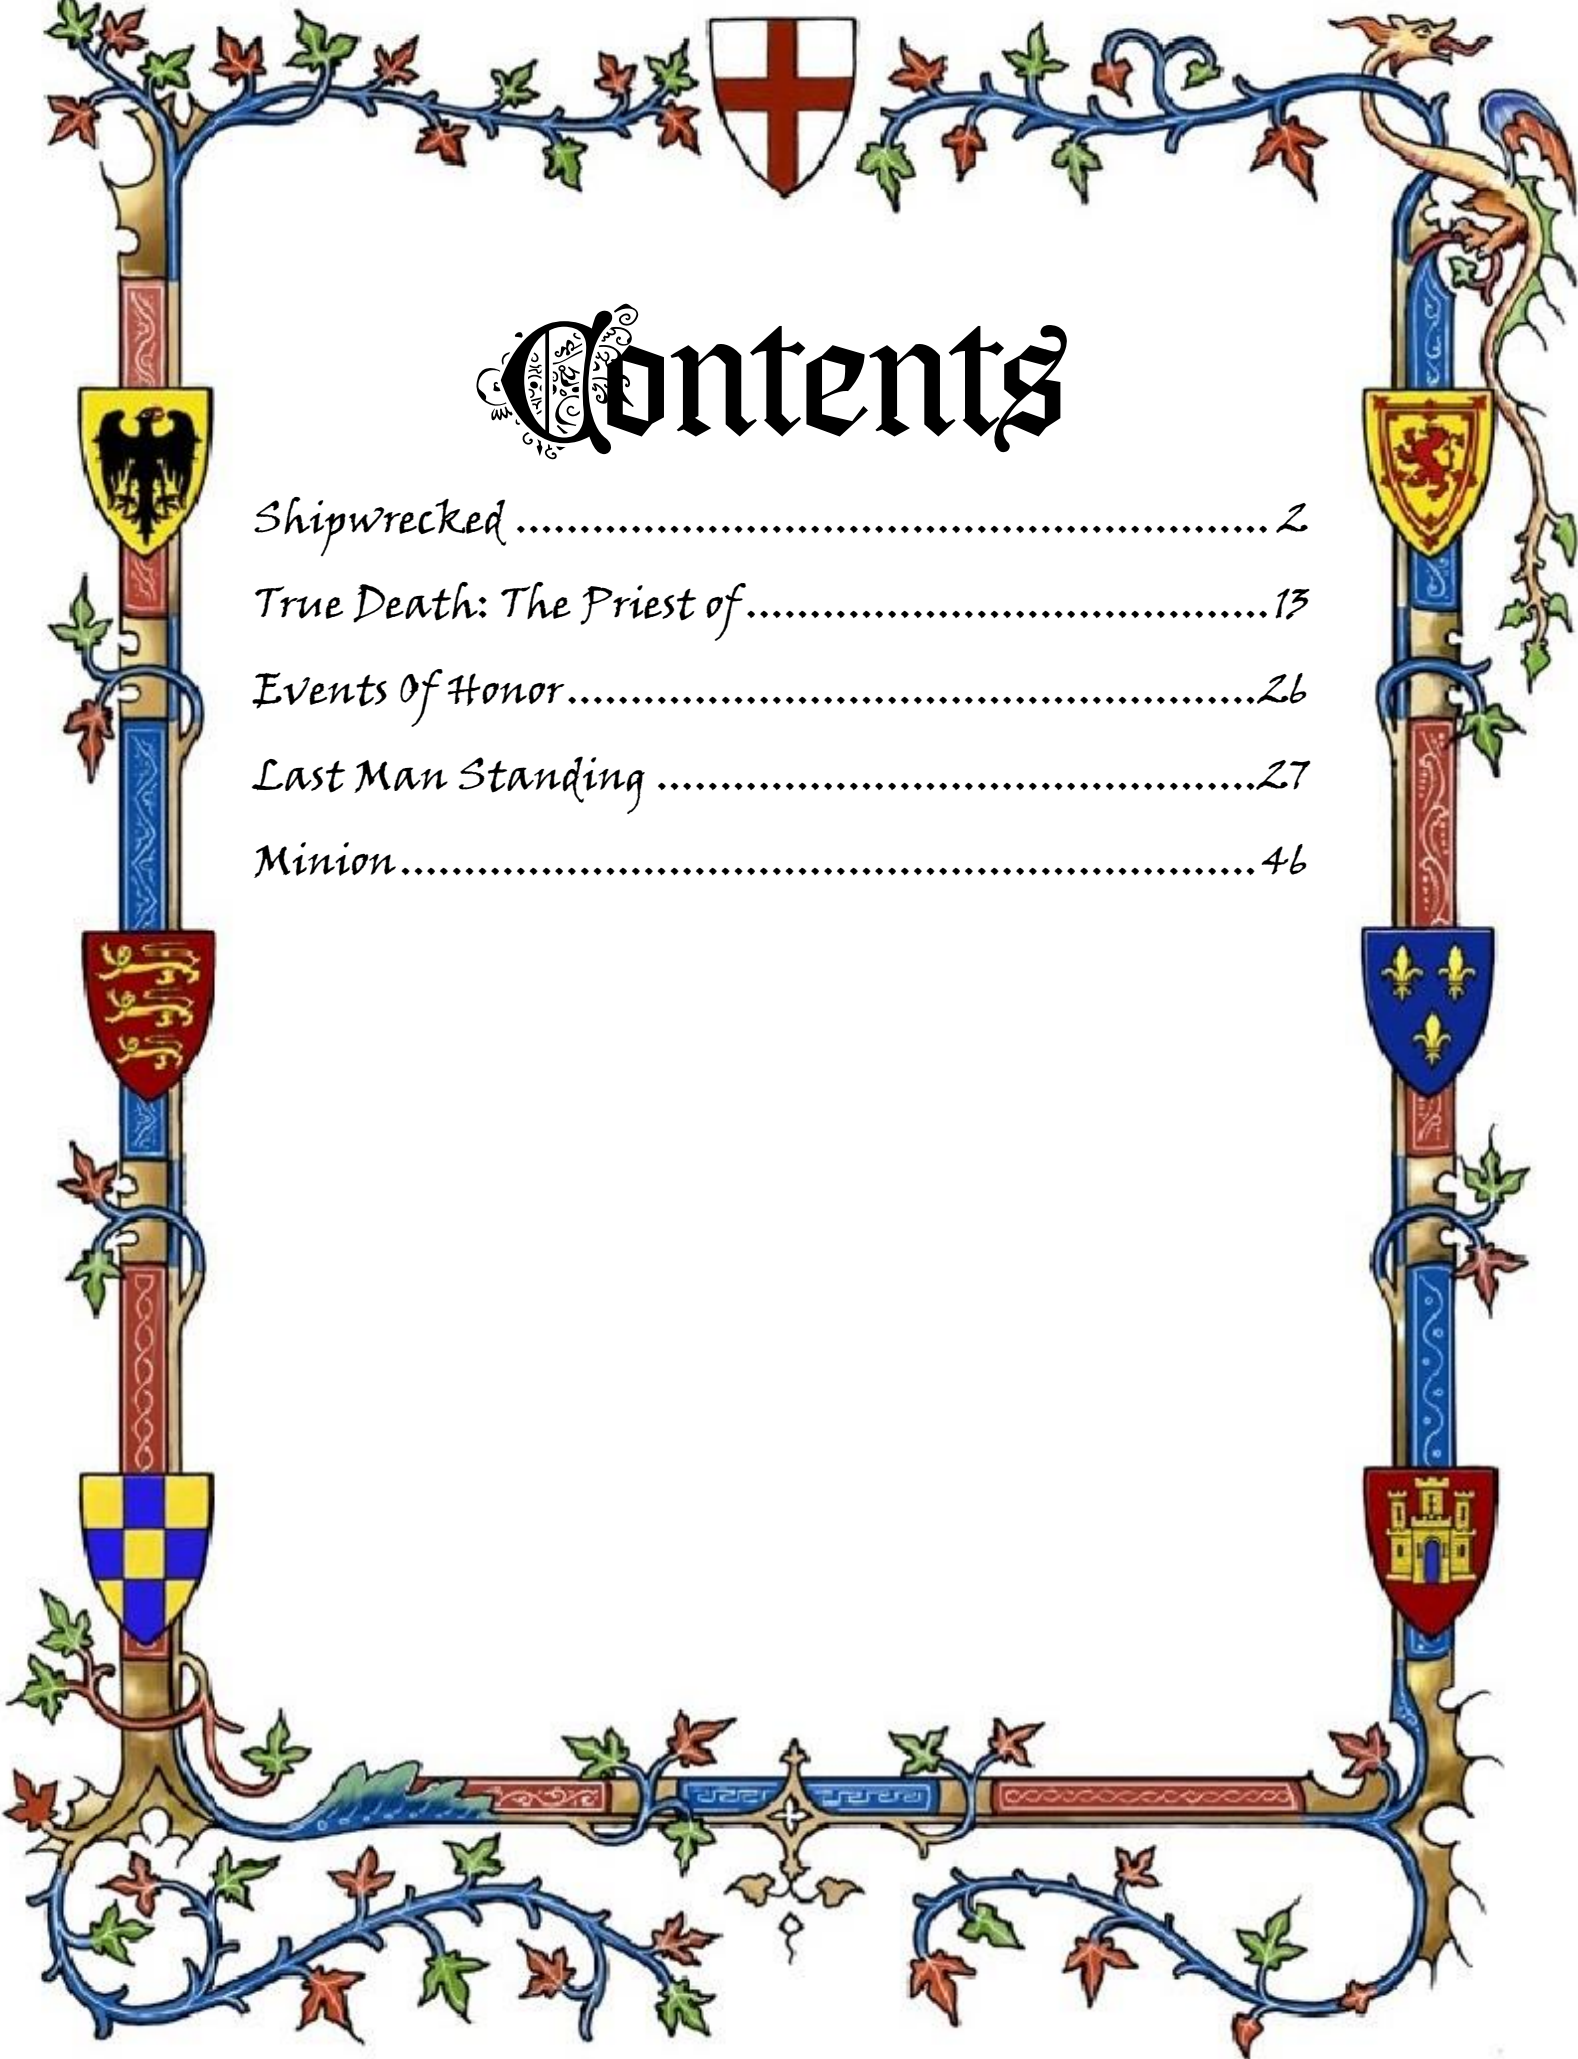 Contents
Shipwrecked ............................................................ 2
True Death: The Priest of.........................................13
Events Of Honor.......................................................26
Last Man Standing ................................................27
Minion....................................................................46